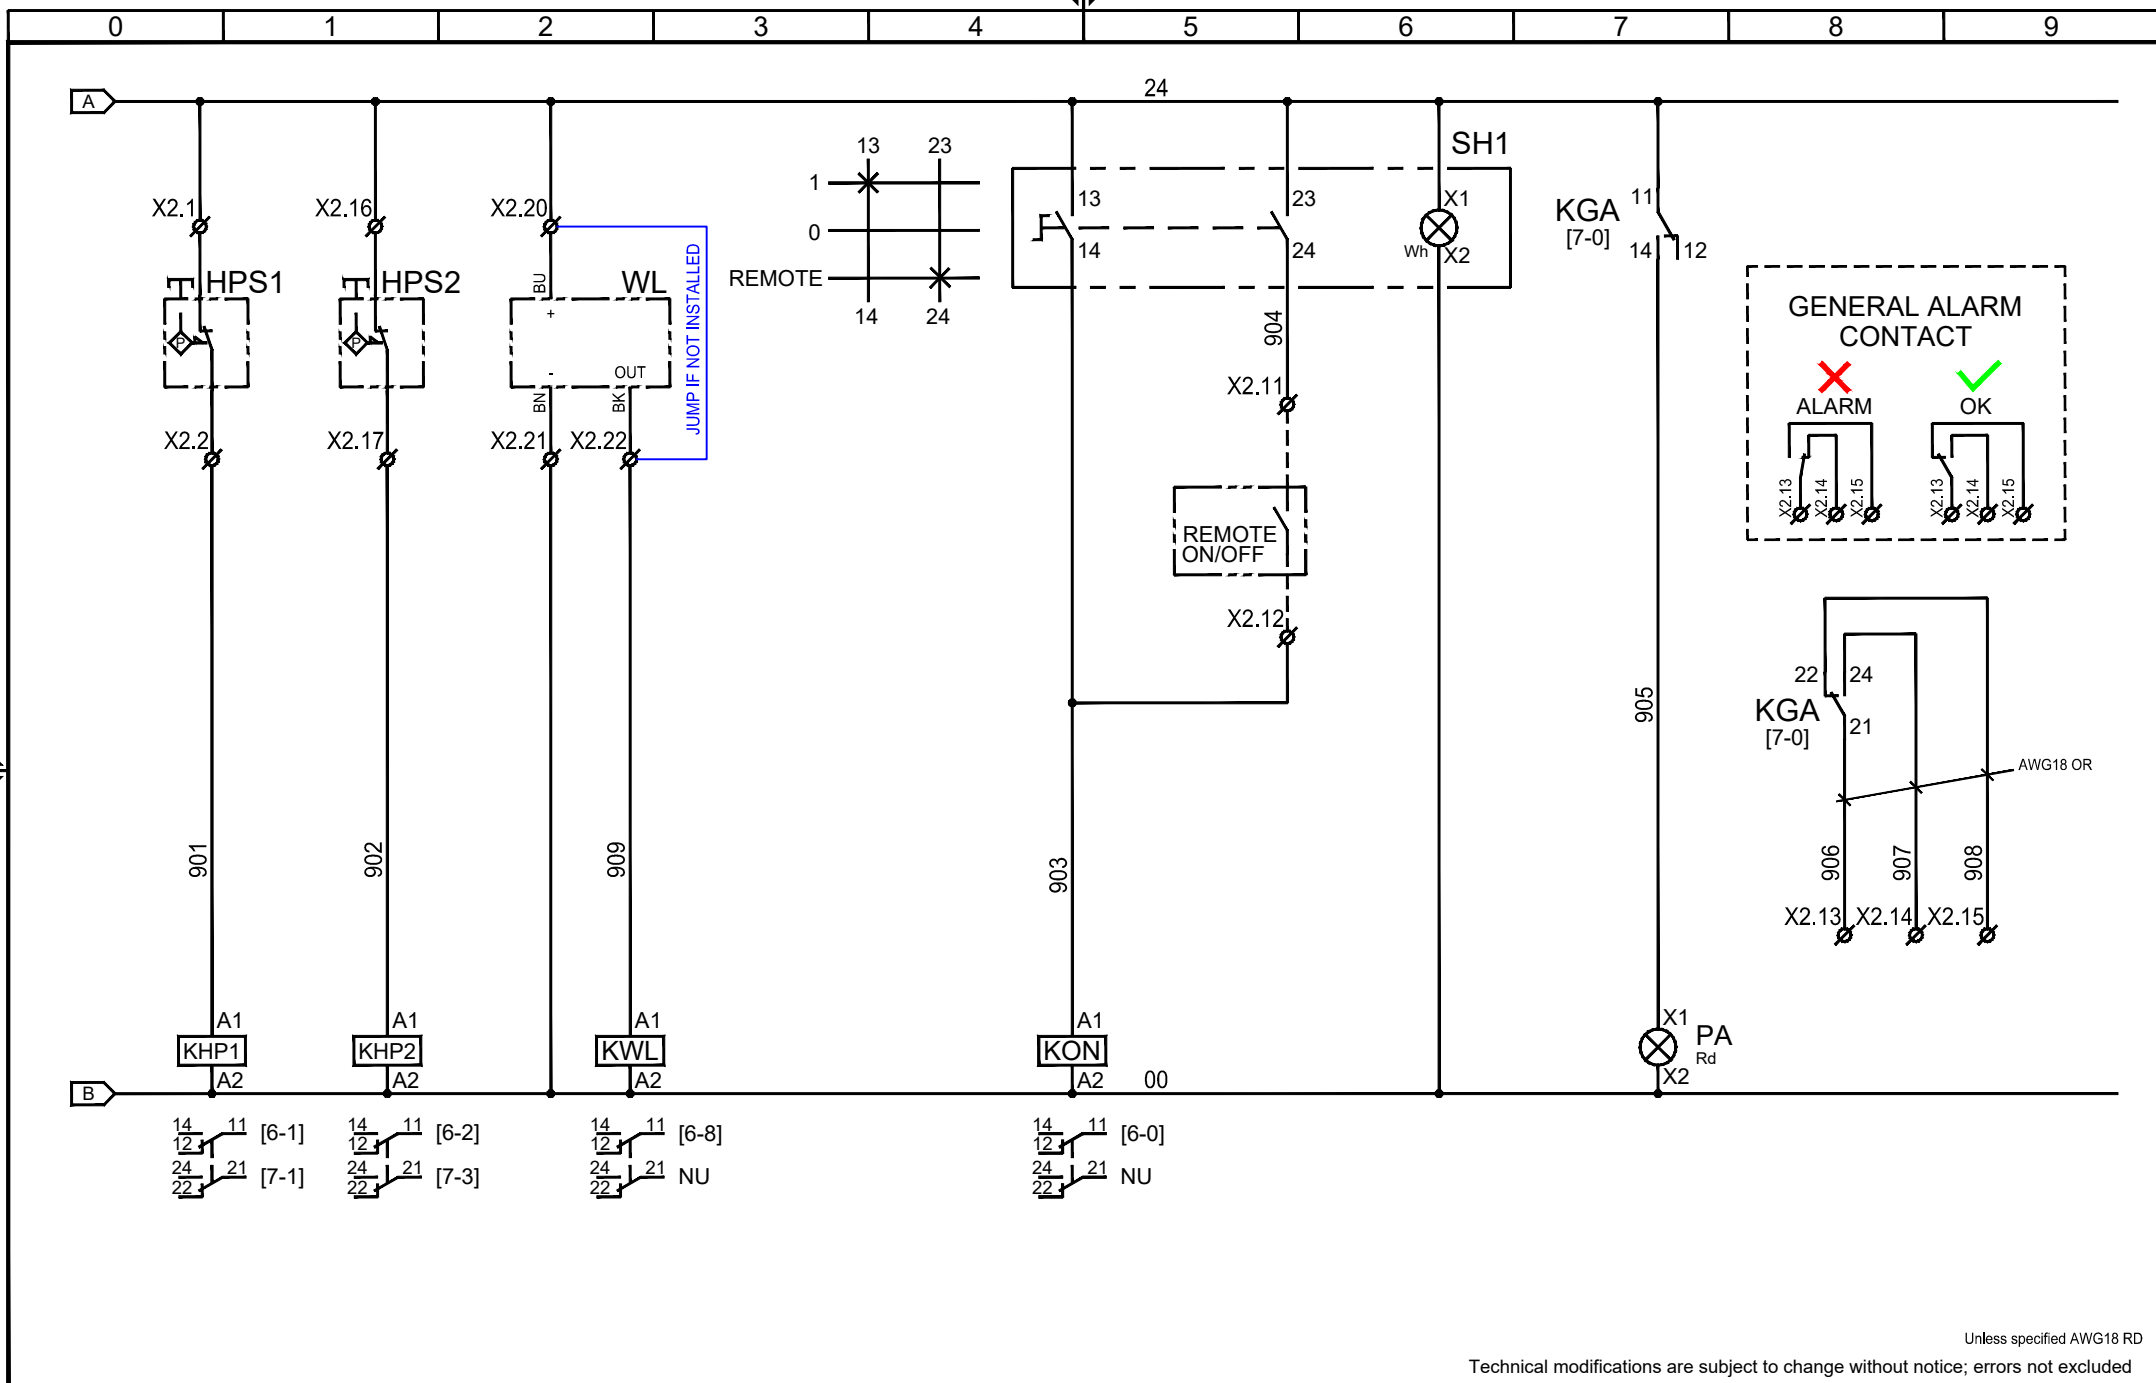 0 1 2 3 4 5 6 7 8 9
A 24
13 23
SH1
1
0
REMOTE
14 24
13
14
23
24
X1
Wh X2
KGA 11
[7-0] 14 12
X2.1
X2.16
X2.20
HPS1
HPS2
BU
WL
P
P
+
-
OUT
BN
BK
JUMP IF NOT INSTALLED
X2.2
X2.17
X2.21
X2.22
904
X2.11
REMOTE
ON/OFF
X2.12
GENERAL ALARM
CONTACT
ALARM
OK
X2.13 X2.14 X2.15
X2.13 X2.14 X2.15
22 24
KGA
[7-0] 21
AWG18 OR
905
901
902
909
903
906
907
908
X2.13 X2.14 X2.15
A1
KHP1
A2
A1
KHP2
A2
A1
KWL
A2
A1
KON
A2
X1
PA
Rd
X2
B 00
14 11 [6-1]
12
24 21 [7-1]
22
14 11 [6-2]
12
24 21 [7-3]
22
14 11 [6-8]
12
24 21 NU
22
14 11 [6-0]
12
24 21 NU
22
Unless specified AWG18 RD
Technical modifications are subject to change without notice; errors not excluded